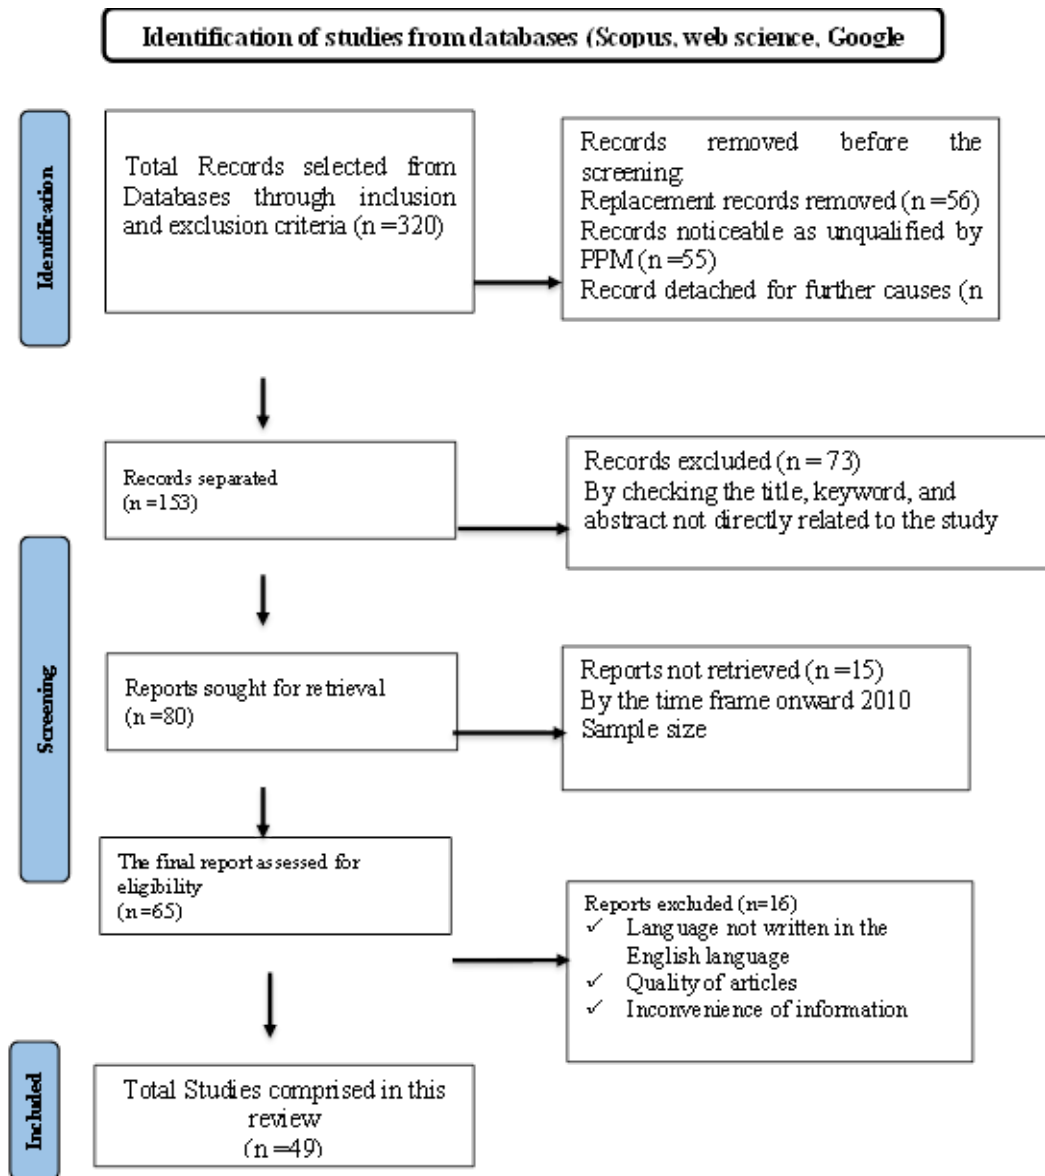 Identification of studies from databases (Scopus, web science, Google
Identification
Total Records selected from
Databases through inclusion
and exclusion criteria (n =320)
Records removed before the
screening:
Replacement records removed (n =56)
Records noticeable as unqualified by
PPM (n =55)
Record detached for further causes (n
Records separated
(n =153)
Records excluded (n = 73)
By checking the title, keyword, and
abstract not directly related to the study
Screening
Reports sought for retrieval
(n =80)
Reports not retrieved (n =15)
By the time frame onward 2010
Sample size
The final report assessed for
eligibility
(n=65)
Reports excluded (n=16)
✓ Language not written in the
English language
✓ Quality of articles
✓ Inconvenience of information
Included
Total Studies comprised in this
review
(n =49)